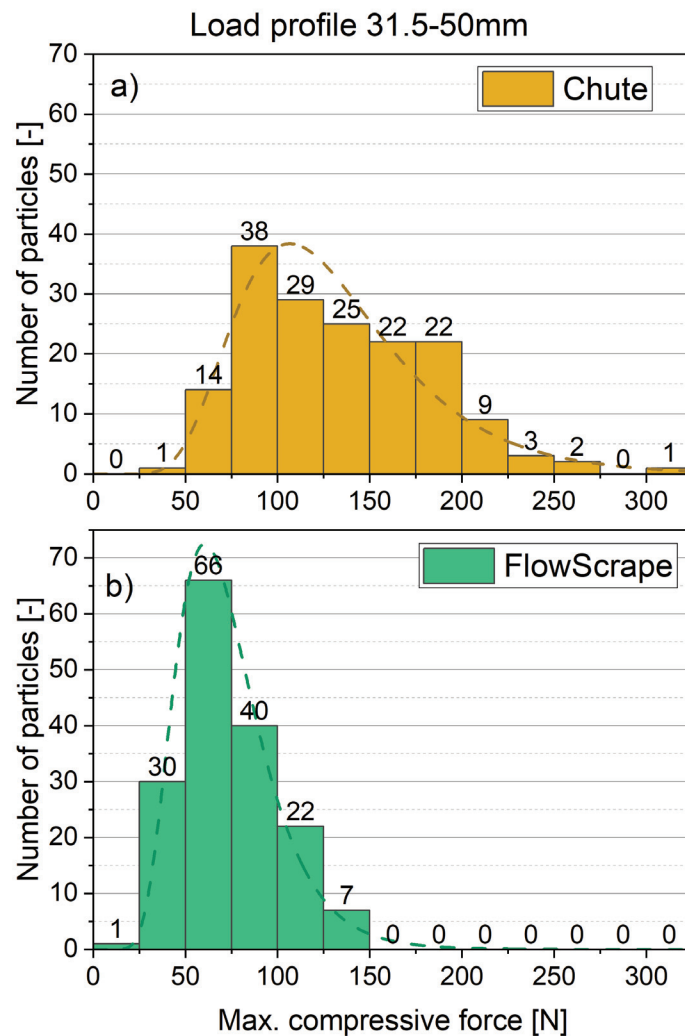 Load profile 31.5-50mm
a)
Chute
Number of particles [-]
70
60
50
40
30
20
10
0
0 1 14 38 29 25 22 22 9 3 2 0 1
0 50 100 150 200 250 300
b)
FlowScrape
Number of particles [-]
70
60
50
40
30
20
10
0
1 30 66 40 22 7 0 0 0 0 0 0 0
0 50 100 150 200 250 300
Max. compressive force [N]